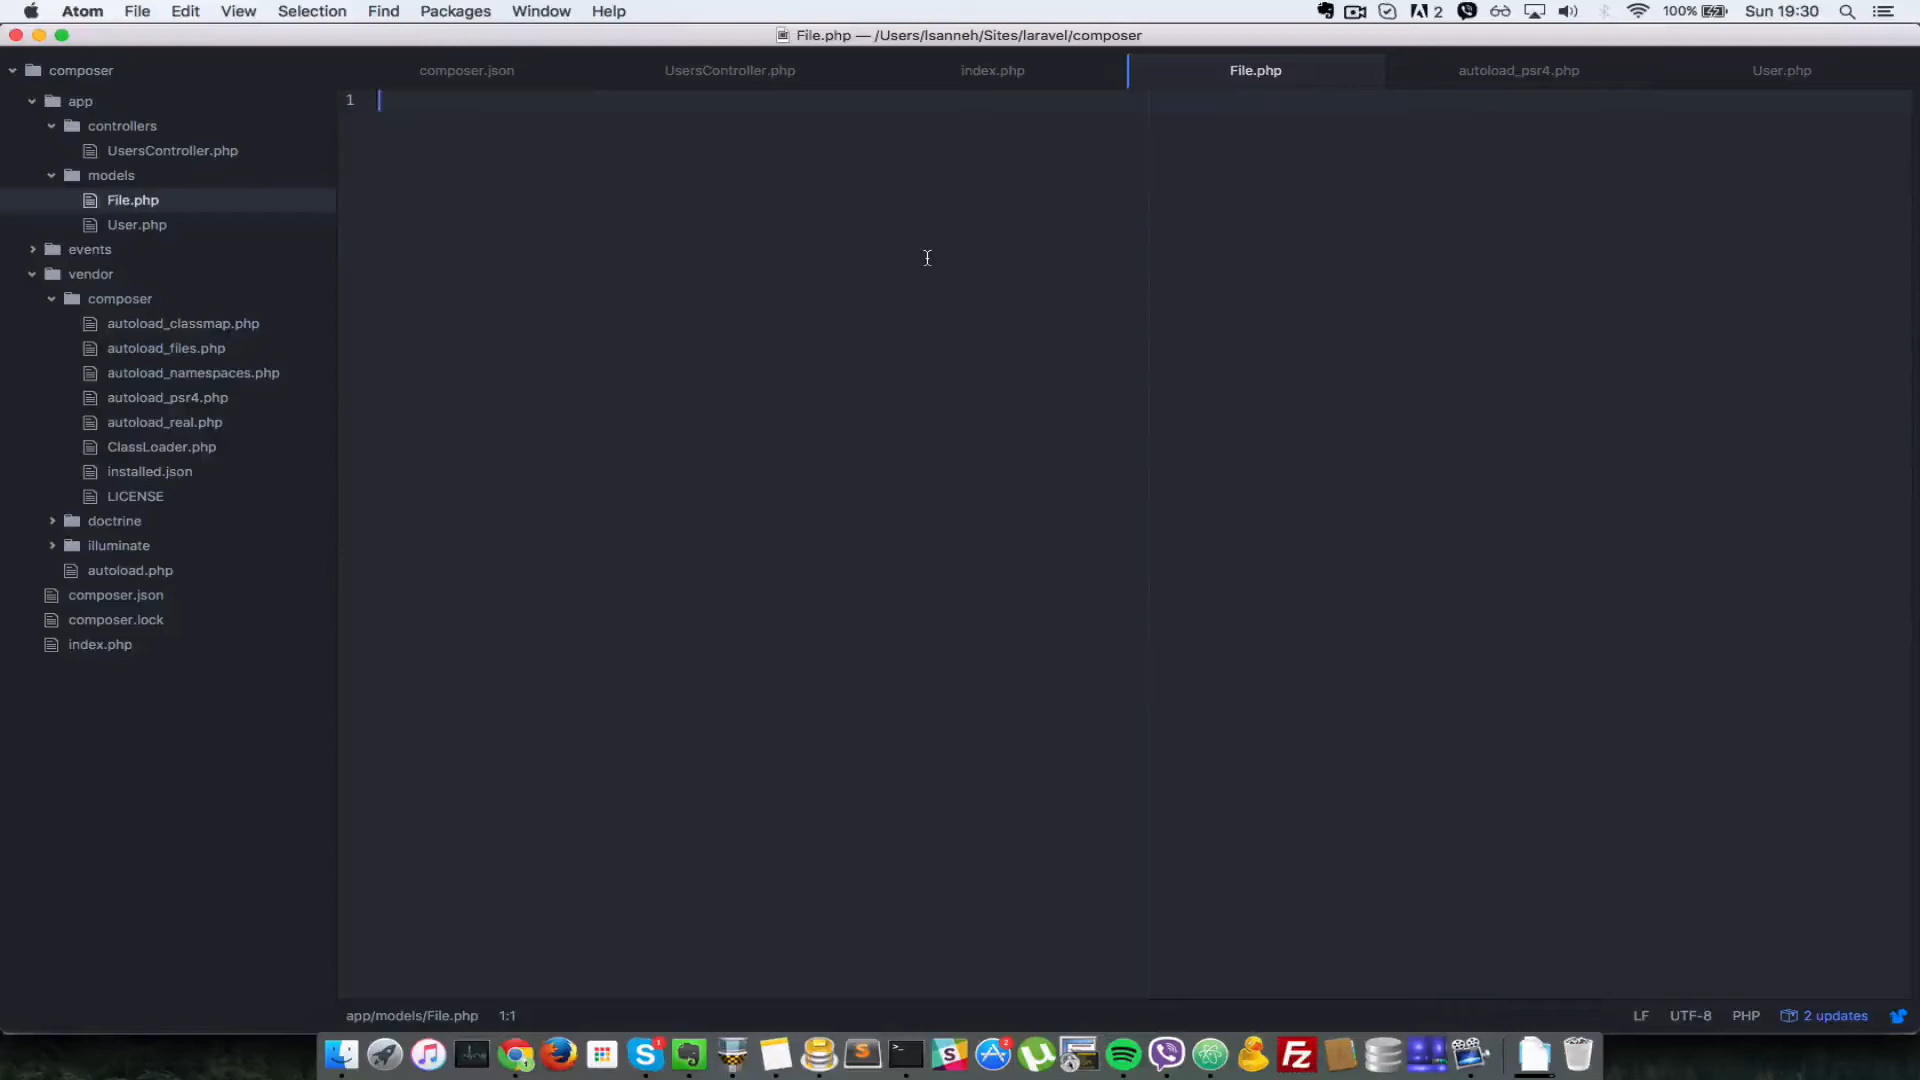 Atom File Edit View Selection Find Packages Window Help 2 100% Sun 19:30
File.php — /Users/lsanneh/Sites/laravel/composer
composer
composer.json UsersController.php index.php File.php autoload_psr4.php User.php
app
1
controllers
UsersController.php
models
File.php
User.php
events
vendor
composer
autoload_classmap.php
autoload_files.php
autoload_namespaces.php
autoload_psr4.php
autoload_real.php
ClassLoader.php
installed.json
LICENSE
doctrine
illuminate
autoload.php
composer.json
composer.lock
index.php
app/models/File.php 1:1 LF UTF-8 PHP 2 updates